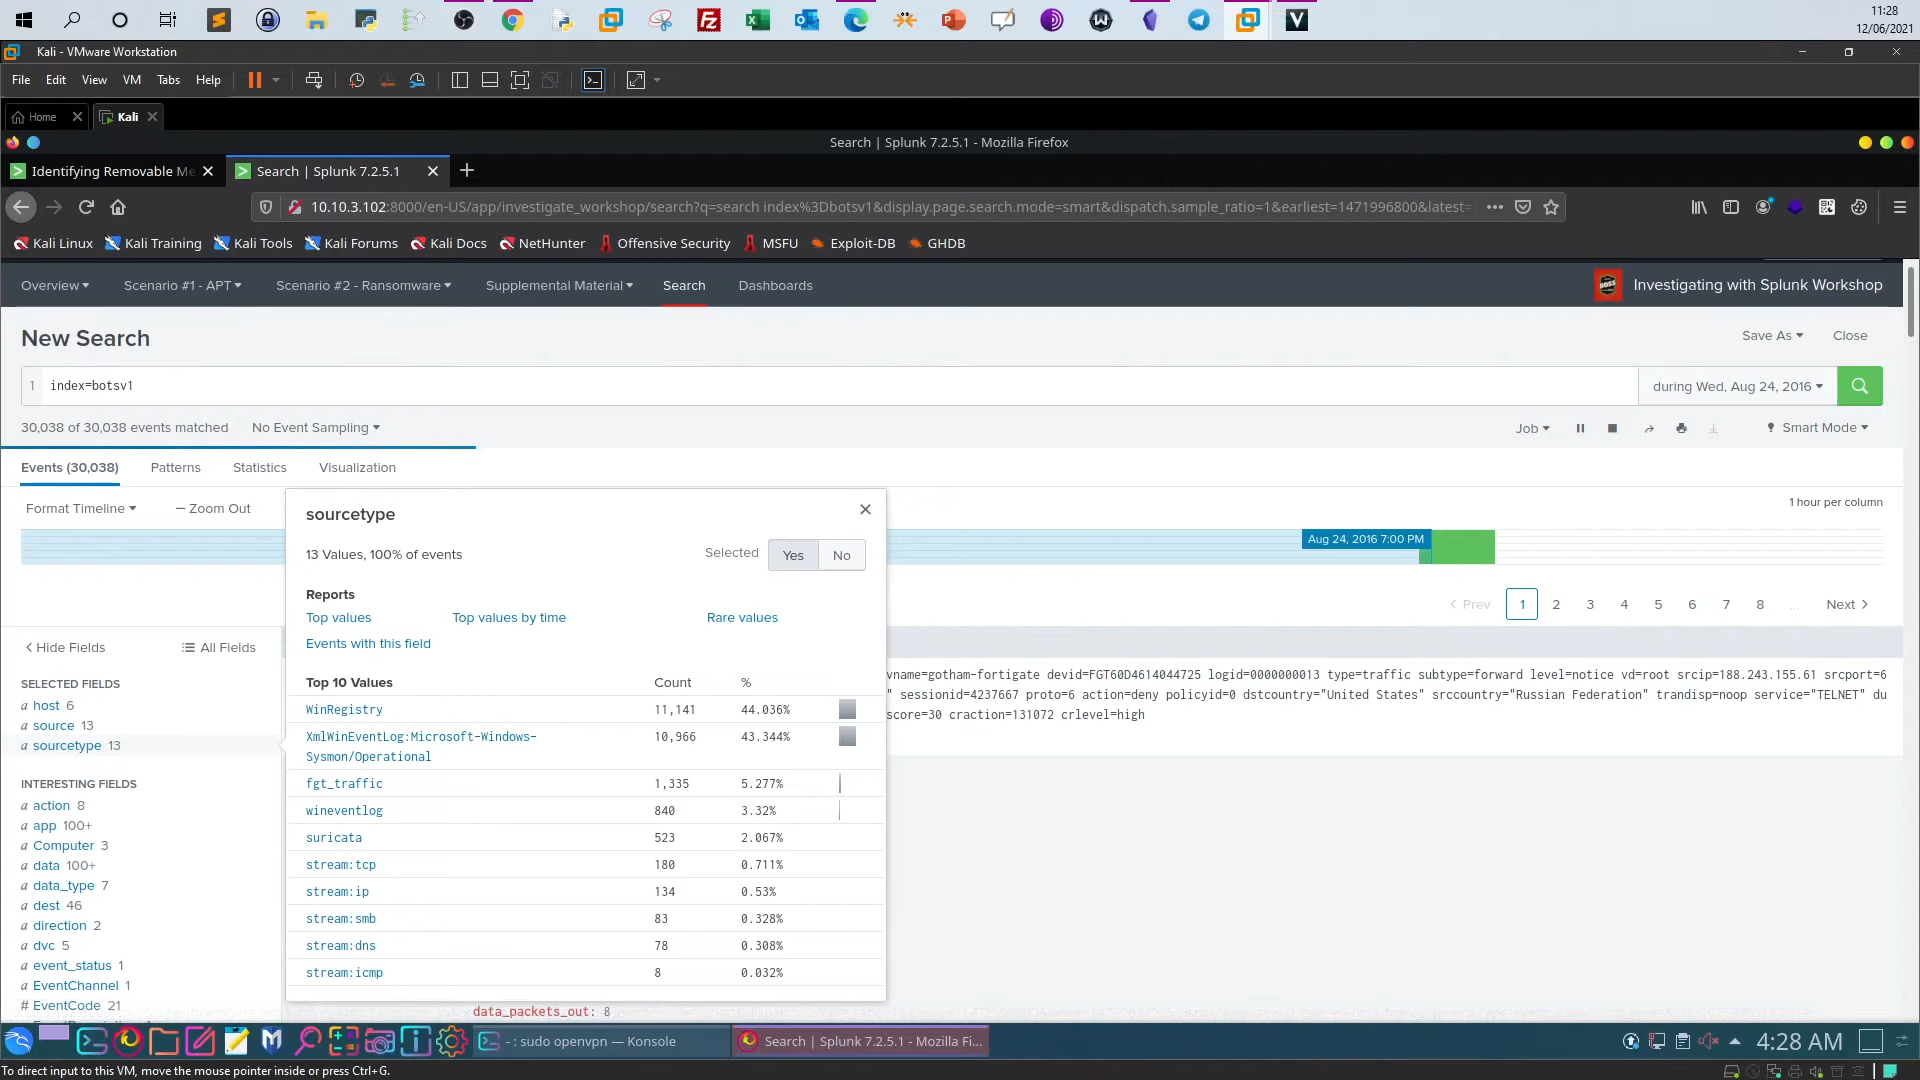 11:28
12/06/2021
Kali - VMware Workstation
File Edit View VM Tabs Help
Home
Kali
Search | Splunk 7.2.5.1 - Mozilla Firefox
Identifying Removable Me
Search | Splunk 7.2.5.1
10.10.3.102:8000/en-US/app/investigate_workshop/search?q=search index%3Dbotsv1&display.page.search.mode=smart&dispatch.sample_ratio=1&earliest=1471996800&latest=
Kali Linux Kali Training Kali Tools Kali Forums Kali Docs NetHunter Offensive Security MSFU Exploit-DB GHDB
Overview Scenario #1 - APT Scenario #2 - Ransomware Supplemental Material Search Dashboards
Investigating with Splunk Workshop
New Search
Save As Close
1 index=botsv1
during Wed, Aug 24, 2016
30,038 of 30,038 events matched No Event Sampling
Job Smart Mode
Events (30,038) Patterns Statistics Visualization
Format Timeline — Zoom Out
1 hour per column
Aug 24, 2016 7:00 PM
sourcetype
13 Values, 100% of events
Selected Yes No
Reports
Top values Top values by time Rare values
Events with this field
Top 10 Values Count %
WinRegistry 11,141 44.036%
XmlWinEventLog:Microsoft-Windows-
Sysmon/Operational 10,966 43.344%
fgt_traffic 1,335 5.277%
wineventlog 840 3.32%
suricata 523 2.067%
stream:tcp 180 0.711%
stream:ip 134 0.53%
stream:smb 83 0.328%
stream:dns 78 0.308%
stream:icmp 8 0.032%
< Prev 1 2 3 4 5 6 7 8 ... Next >
vname=gotham-fortigate devid=FGT60D4614044725 logid=0000000013 type=traffic subtype=forward level=notice vd=root srcip=188.243.155.61 srcport=6
" sessionid=4237667 proto=6 action=deny policyid=0 dstcountry="United States" srccountry="Russian Federation" trandisp=noop service="TELNET" du
score=30 craction=131072 crlevel=high
< Hide Fields All Fields
SELECTED FIELDS
a host 6
a source 13
a sourcetype 13
INTERESTING FIELDS
a action 8
a app 100+
a Computer 3
a data 100+
a data_type 7
a dest 46
a direction 2
a dvc 5
a event_status 1
a EventChannel 1
# EventCode 21
data_packets_out: 8
- : sudo openvpn — Konsole
Search | Splunk 7.2.5.1 - Mozilla Fi...
4:28 AM
To direct input to this VM, move the mouse pointer inside or press Ctrl+G.